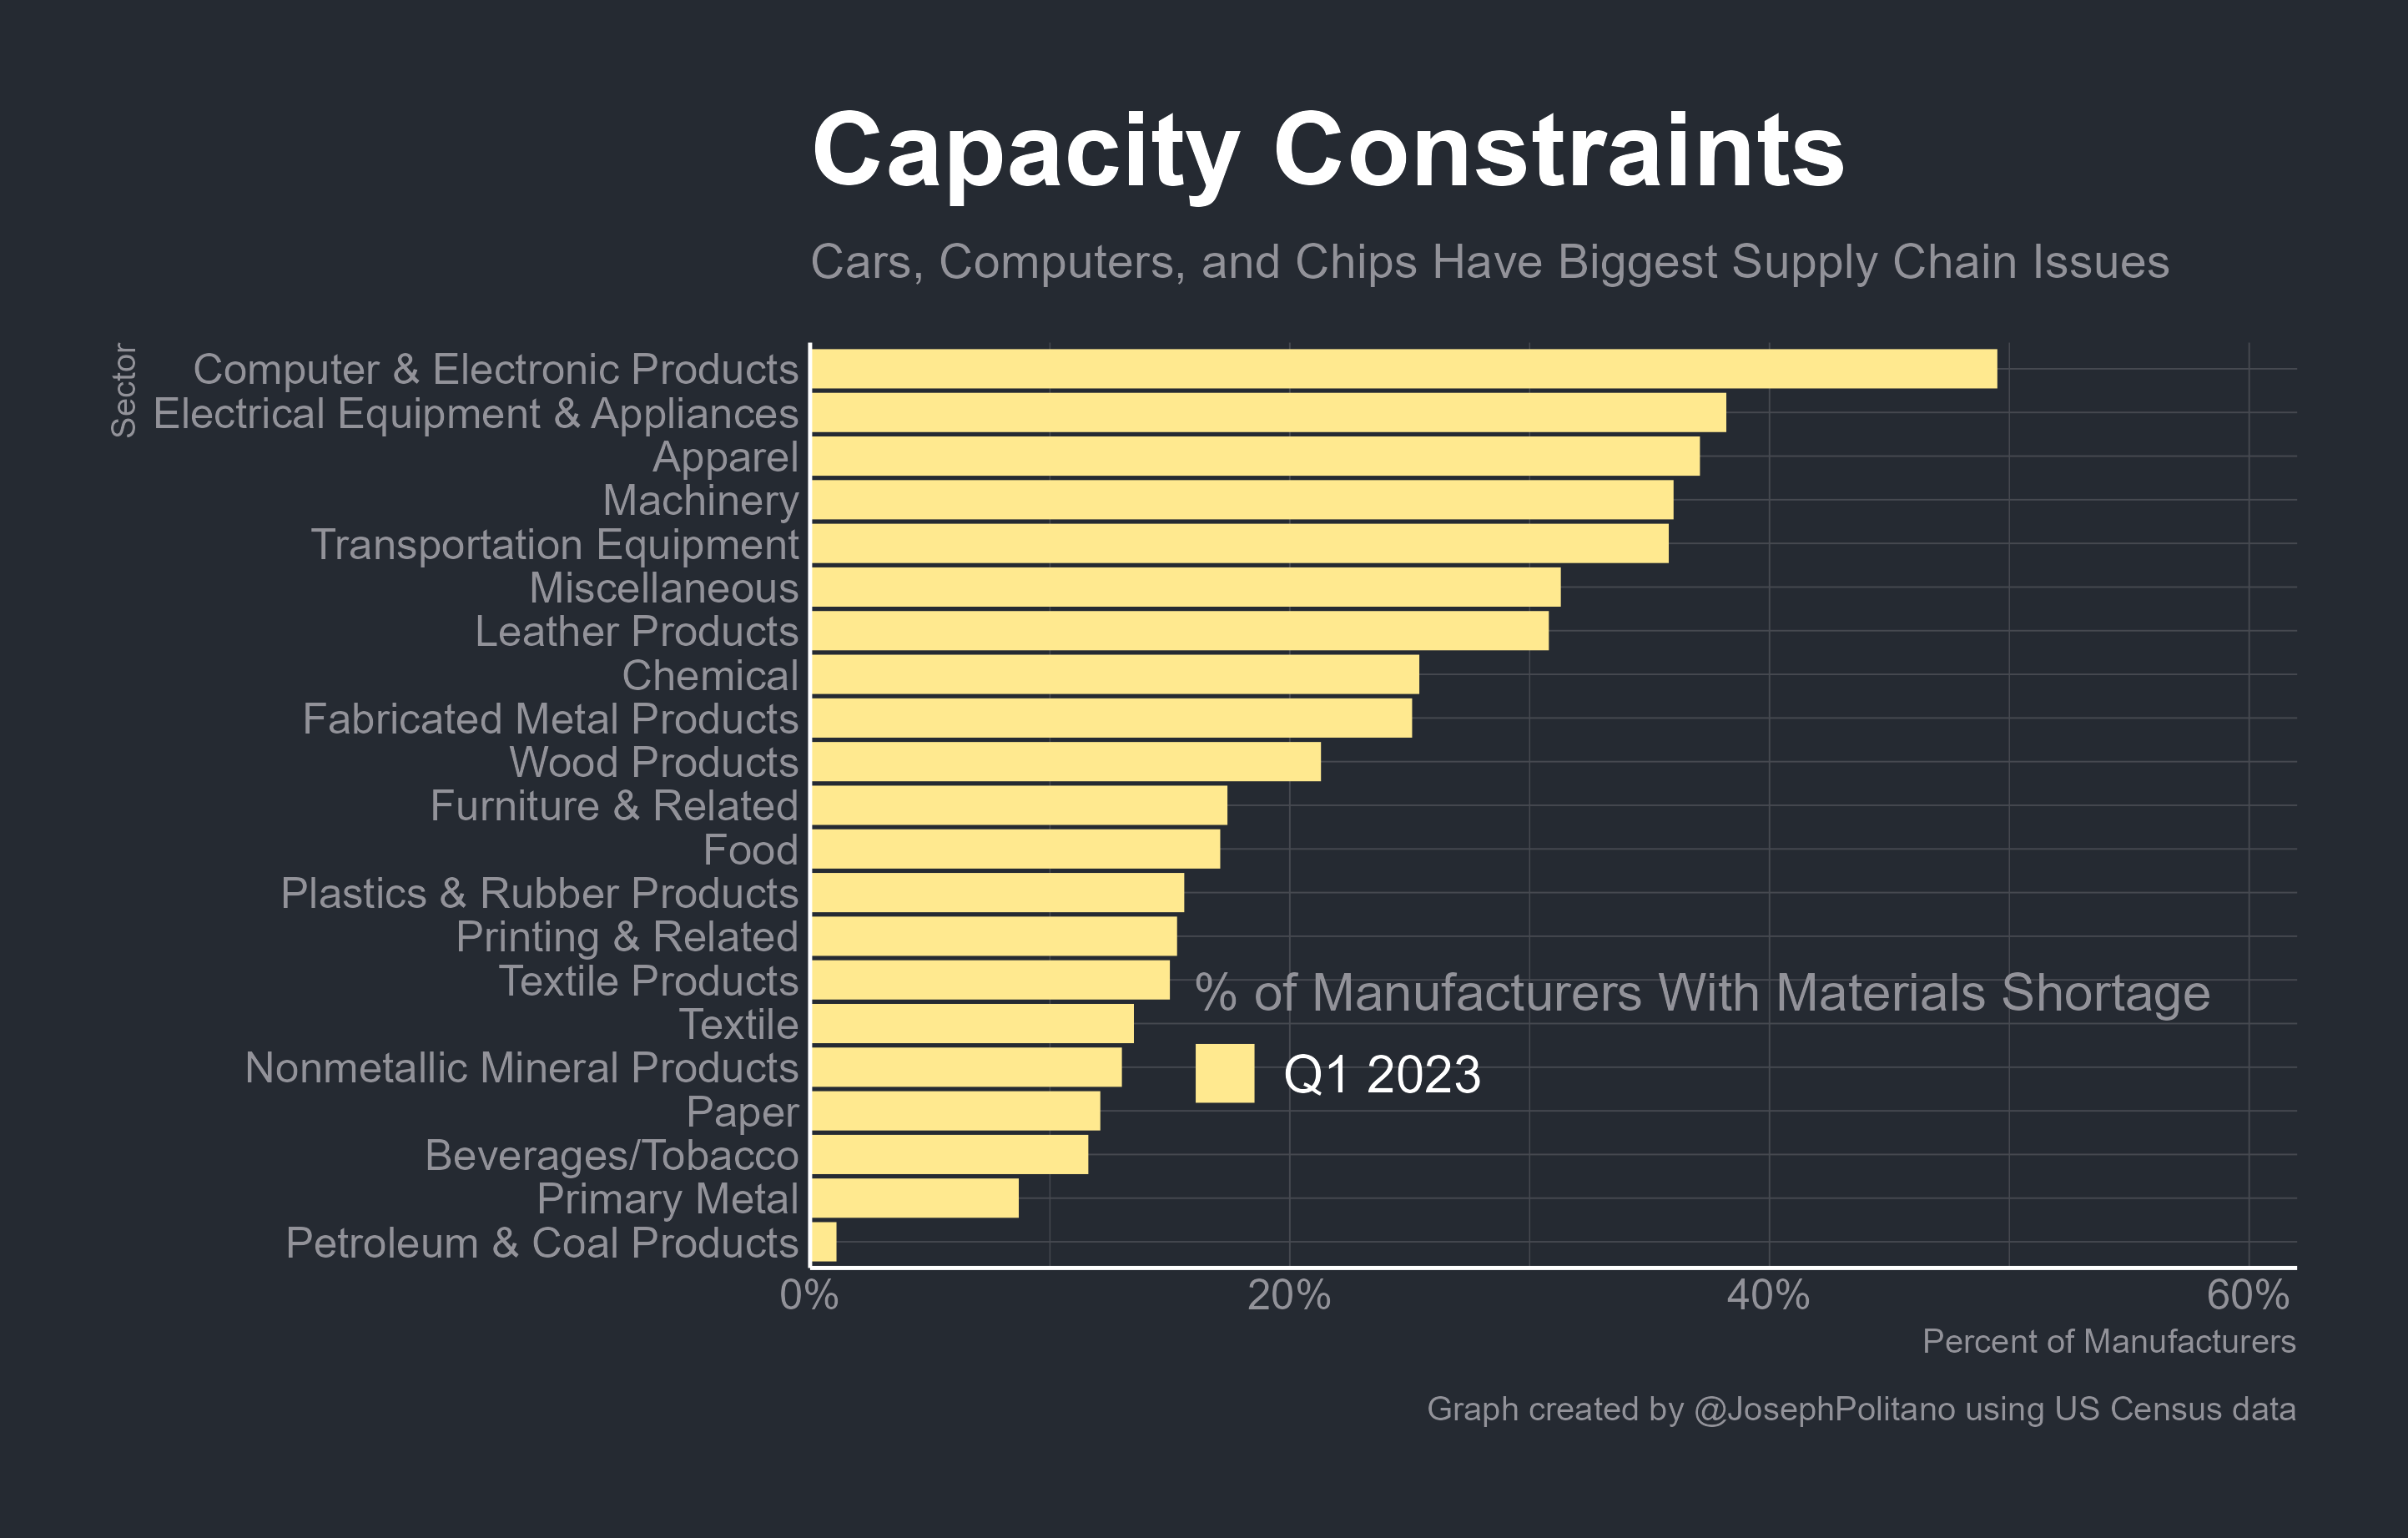 Capacity Constraints
Cars, Computers, and Chips Have Biggest Supply Chain Issues
Sector
Computer & Electronic Products
Electrical Equipment & Appliances
Apparel
Machinery
Transportation Equipment
Miscellaneous
Leather Products
Chemical
Fabricated Metal Products
Wood Products
Furniture & Related
Food
Plastics & Rubber Products
Printing & Related
Textile Products
Textile
Nonmetallic Mineral Products
Paper
Beverages/Tobacco
Primary Metal
Petroleum & Coal Products
% of Manufacturers With Materials Shortage
Q1 2023
0% 20% 40% 60%
Percent of Manufacturers
Graph created by @JosephPolitano using US Census data